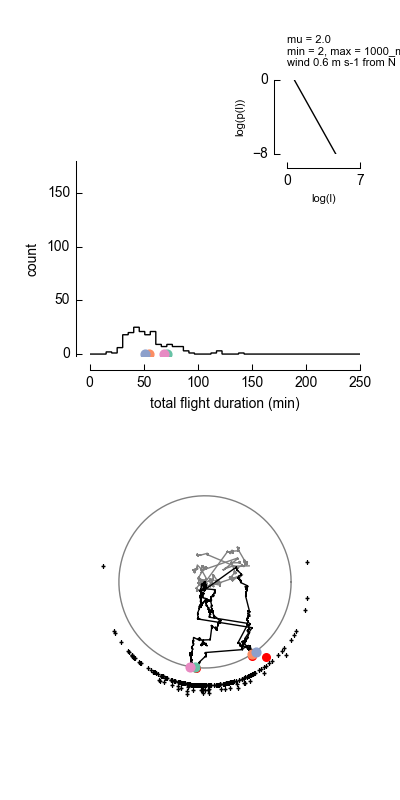 mu = 2.0
min = 2, max = 1000_m
wind 0.6 m s-1 from N
log(p(l))
0
−8
0
7
log(l)
count
150
100
50
0
0
50
100
150
200
250
total flight duration (min)